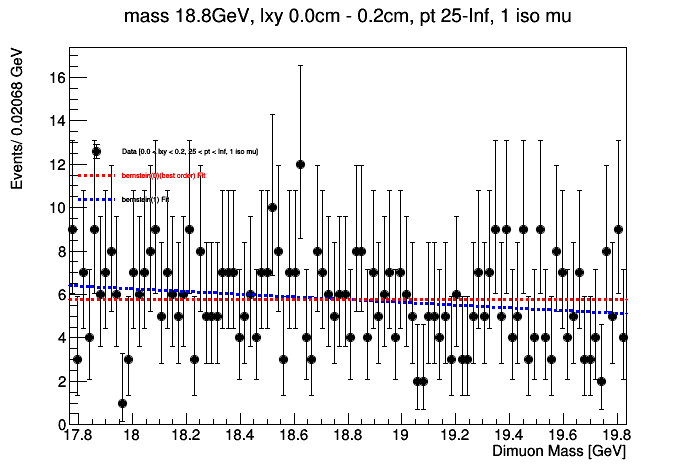 mass 18.8GeV, lxy 0.0cm - 0.2cm, pt 25-Inf, 1 iso mu
Events/ 0.02068 GeV
16
14
12
10
8
6
4
2
0
Data [0.0 < lxy < 0.2, 25 < pt < Inf, 1 iso mu]
bernstein(0)(best order) Fit
bernstein(1) Fit
17.8 18 18.2 18.4 18.6 18.8 19 19.2 19.4 19.6 19.8
Dimuon Mass [GeV]